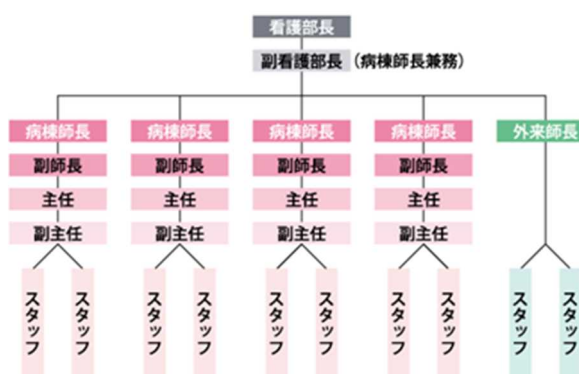 看護部長
副看護部長（病棟師長兼務）
病棟師長 病棟師長 病棟師長 病棟師長 外来師長
副師長 副師長 副師長 副師長
主任 主任 主任 主任
副主任 副主任 副主任 副主任
スタッフ スタッフ スタッフ スタッフ スタッフ スタッフ スタッフ スタッフ スタッフ スタッフ